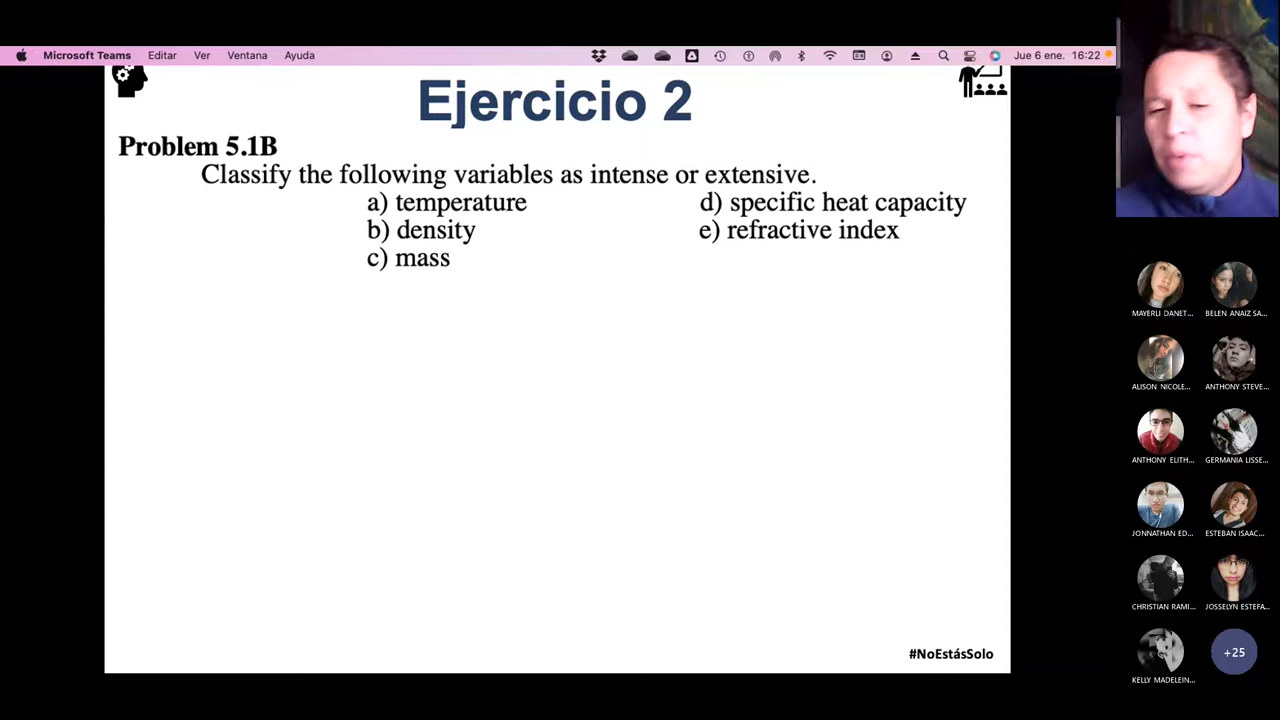 Microsoft Teams Editar Ver Ventana Ayuda Jue 6 ene. 16:22
Ejercicio 2
Problem 5.1B
Classify the following variables as intense or extensive.
a) temperature d) specific heat capacity
b) density e) refractive index
c) mass
#NoEstásSolo
MAYERLI DANET... BELEN ANAIZ SA...
ALISON NICOLE... ANTHONY STEVE...
ANTHONY ELITH... GERMANIA LISSE...
JONNATHAN ED... ESTEBAN ISAAC...
CHRISTIAN RAMI... JOSSELYN ESTEFA...
KELLY MADELEIN... +25